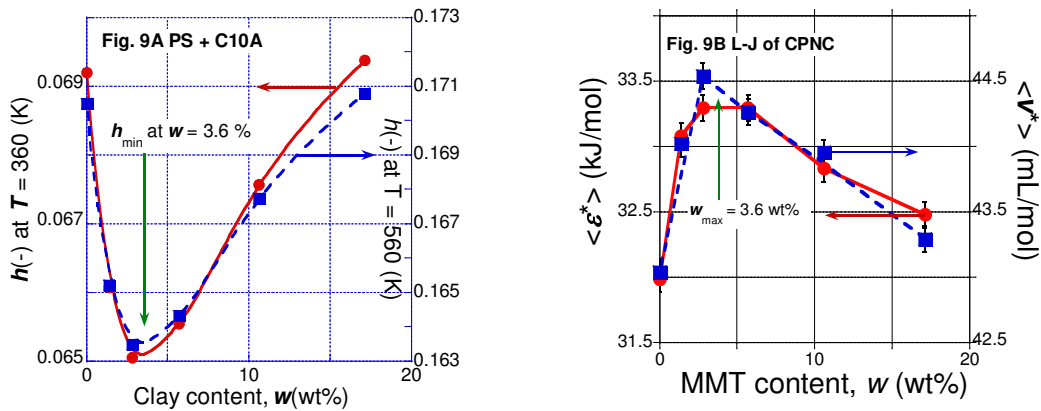 Fig. 9A PS + C10A
h(-) at T = 360 (K)
0.069
0.067
0.065
h min at w = 3.6 %
0.173
0.171
0.169
0.167
0.165
0.163
h(-) at T = 560 (K)
0
10
20
Clay content, w(wt%)
Fig. 9B L-J of CPNC
<ε*> (kJ/mol)
33.5
32.5
31.5
w max = 3.6 wt%
44.5
43.5
42.5
<V*> (mL/mol)
0
10
20
MMT content, w (wt%)